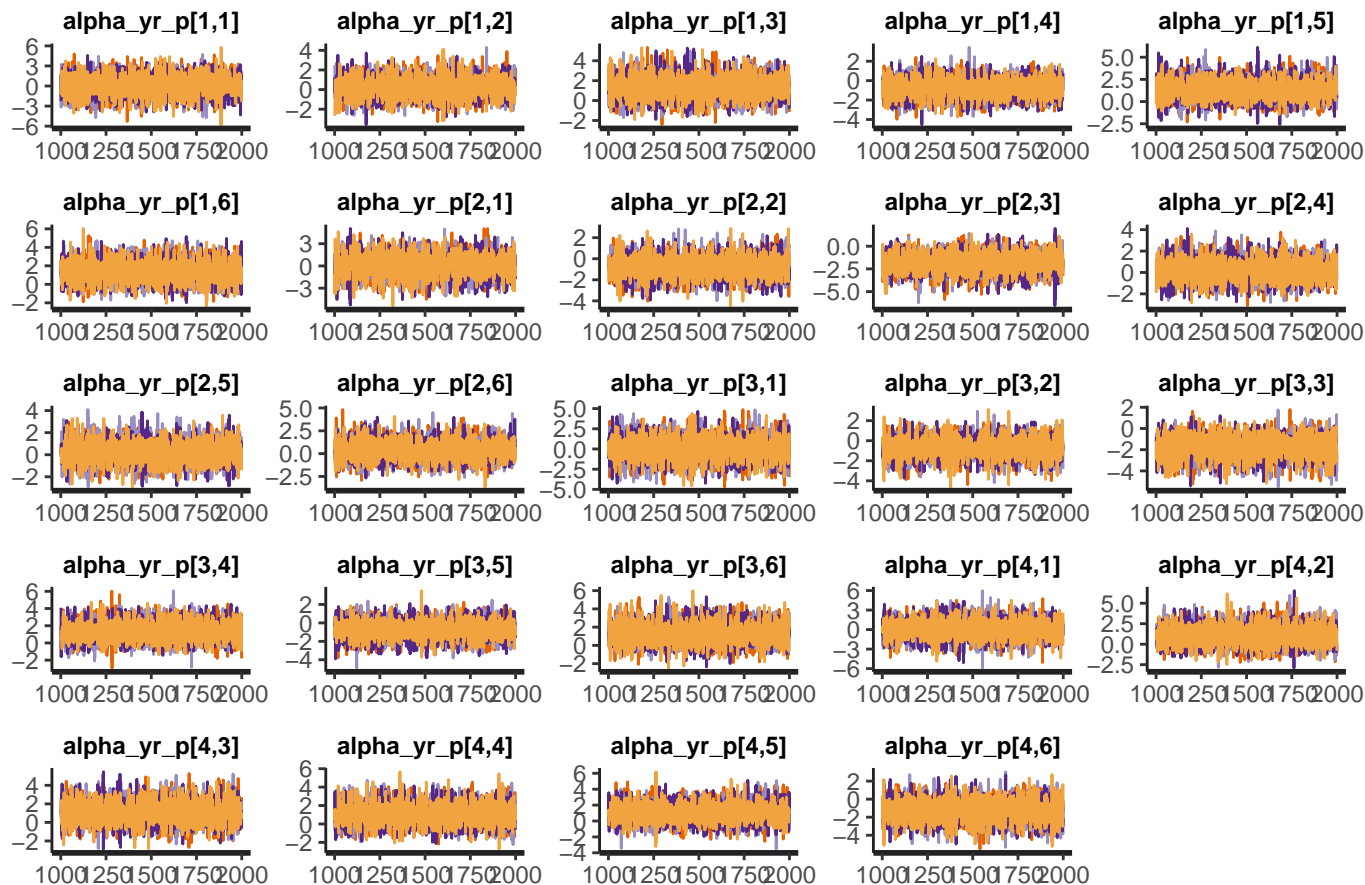 alpha_yr_p[1,1] alpha_yr_p[1,2] alpha_yr_p[1,3] alpha_yr_p[1,4] alpha_yr_p[1,5]
6 3 0 −3 −6 4 2 0 −2 4 2 0 −2 2 0 −2 −4 5.0 2.5 0.0 −2.5
1000 1250 1500 1750 2000 1000 1250 1500 1750 2000 1000 1250 1500 1750 2000 1000 1250 1500 1750 2000 1000 1250 1500 1750 2000
alpha_yr_p[1,6] alpha_yr_p[2,1] alpha_yr_p[2,2] alpha_yr_p[2,3] alpha_yr_p[2,4]
6 4 2 0 −2 3 0 −3 2 0 −2 −4 0.0 −2.5 −5.0 4 2 0 −2
1000 1250 1500 1750 2000 1000 1250 1500 1750 2000 1000 1250 1500 1750 2000 1000 1250 1500 1750 2000 1000 1250 1500 1750 2000
alpha_yr_p[2,5] alpha_yr_p[2,6] alpha_yr_p[3,1] alpha_yr_p[3,2] alpha_yr_p[3,3]
4 2 0 −2 5.0 2.5 0.0 −2.5 5.0 2.5 0.0 −2.5 −5.0 2 0 −2 −4 2 0 −2 −4
1000 1250 1500 1750 2000 1000 1250 1500 1750 2000 1000 1250 1500 1750 2000 1000 1250 1500 1750 2000 1000 1250 1500 1750 2000
alpha_yr_p[3,4] alpha_yr_p[3,5] alpha_yr_p[3,6] alpha_yr_p[4,1] alpha_yr_p[4,2]
6 4 2 0 −2 2 0 −2 −4 6 4 2 0 −2 6 3 0 −3 −6 5.0 2.5 0.0 −2.5
1000 1250 1500 1750 2000 1000 1250 1500 1750 2000 1000 1250 1500 1750 2000 1000 1250 1500 1750 2000 1000 1250 1500 1750 2000
alpha_yr_p[4,3] alpha_yr_p[4,4] alpha_yr_p[4,5] alpha_yr_p[4,6]
4 2 0 −2 6 4 2 0 −2 6 4 2 0 −2 −4 2 0 −2 −4
1000 1250 1500 1750 2000 1000 1250 1500 1750 2000 1000 1250 1500 1750 2000 1000 1250 1500 1750 2000